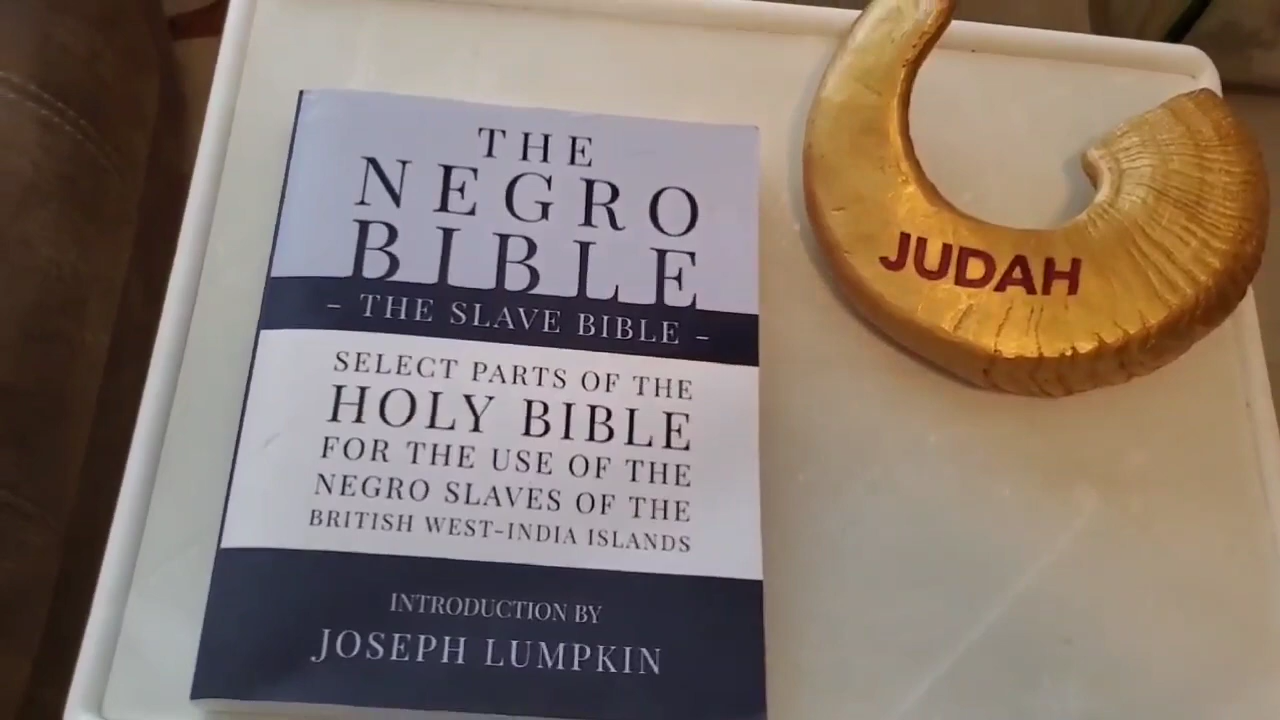 THE
NEGRO
BIBLE
- THE SLAVE BIBLE -
SELECT PARTS OF THE
HOLY BIBLE
FOR THE USE OF THE
NEGRO SLAVES OF THE
BRITISH WEST-INDIA ISLANDS
INTRODUCTION BY
JOSEPH LUMPKIN
JUDAH